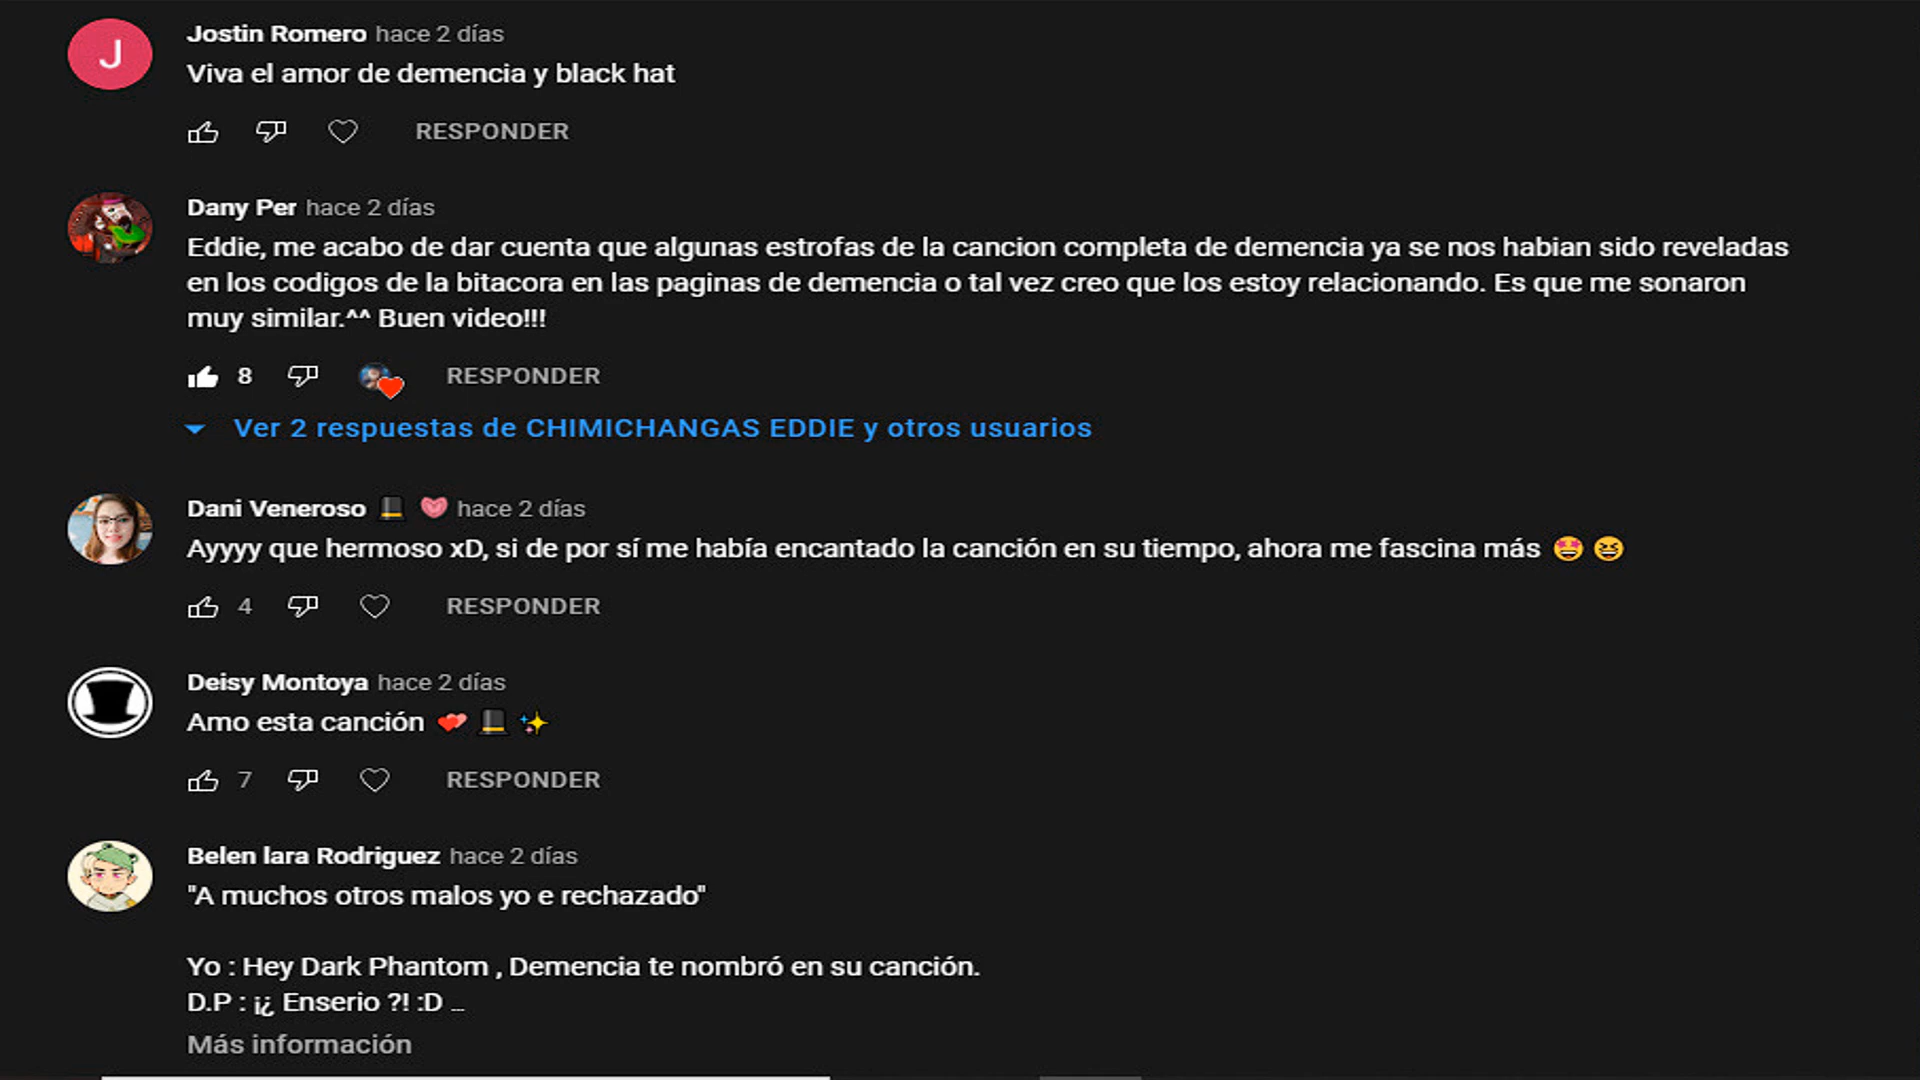 J
Jostin Romero hace 2 días
Viva el amor de demencia y black hat
RESPONDER
Dany Per hace 2 días
Eddie, me acabo de dar cuenta que algunas estrofas de la cancion completa de demencia ya se nos habian sido reveladas
en los codigos de la bitacora en las paginas de demencia o tal vez creo que los estoy relacionando. Es que me sonaron
muy similar.^^ Buen video!!!
8 RESPONDER
Ver 2 respuestas de CHIMICHANGAS EDDIE y otros usuarios
Dani Veneroso 🎩 💗 hace 2 días
Ayyyy que hermoso xD, si de por sí me había encantado la canción en su tiempo, ahora me fascina más 🤩 😆
4 RESPONDER
Deisy Montoya hace 2 días
Amo esta canción 💕 🎩 ✨
7 RESPONDER
Belen lara Rodriguez hace 2 días
"A muchos otros malos yo e rechazado"
Yo : Hey Dark Phantom , Demencia te nombró en su canción.
D.P : ¡¿ Enserio ?! :D ...
Más información